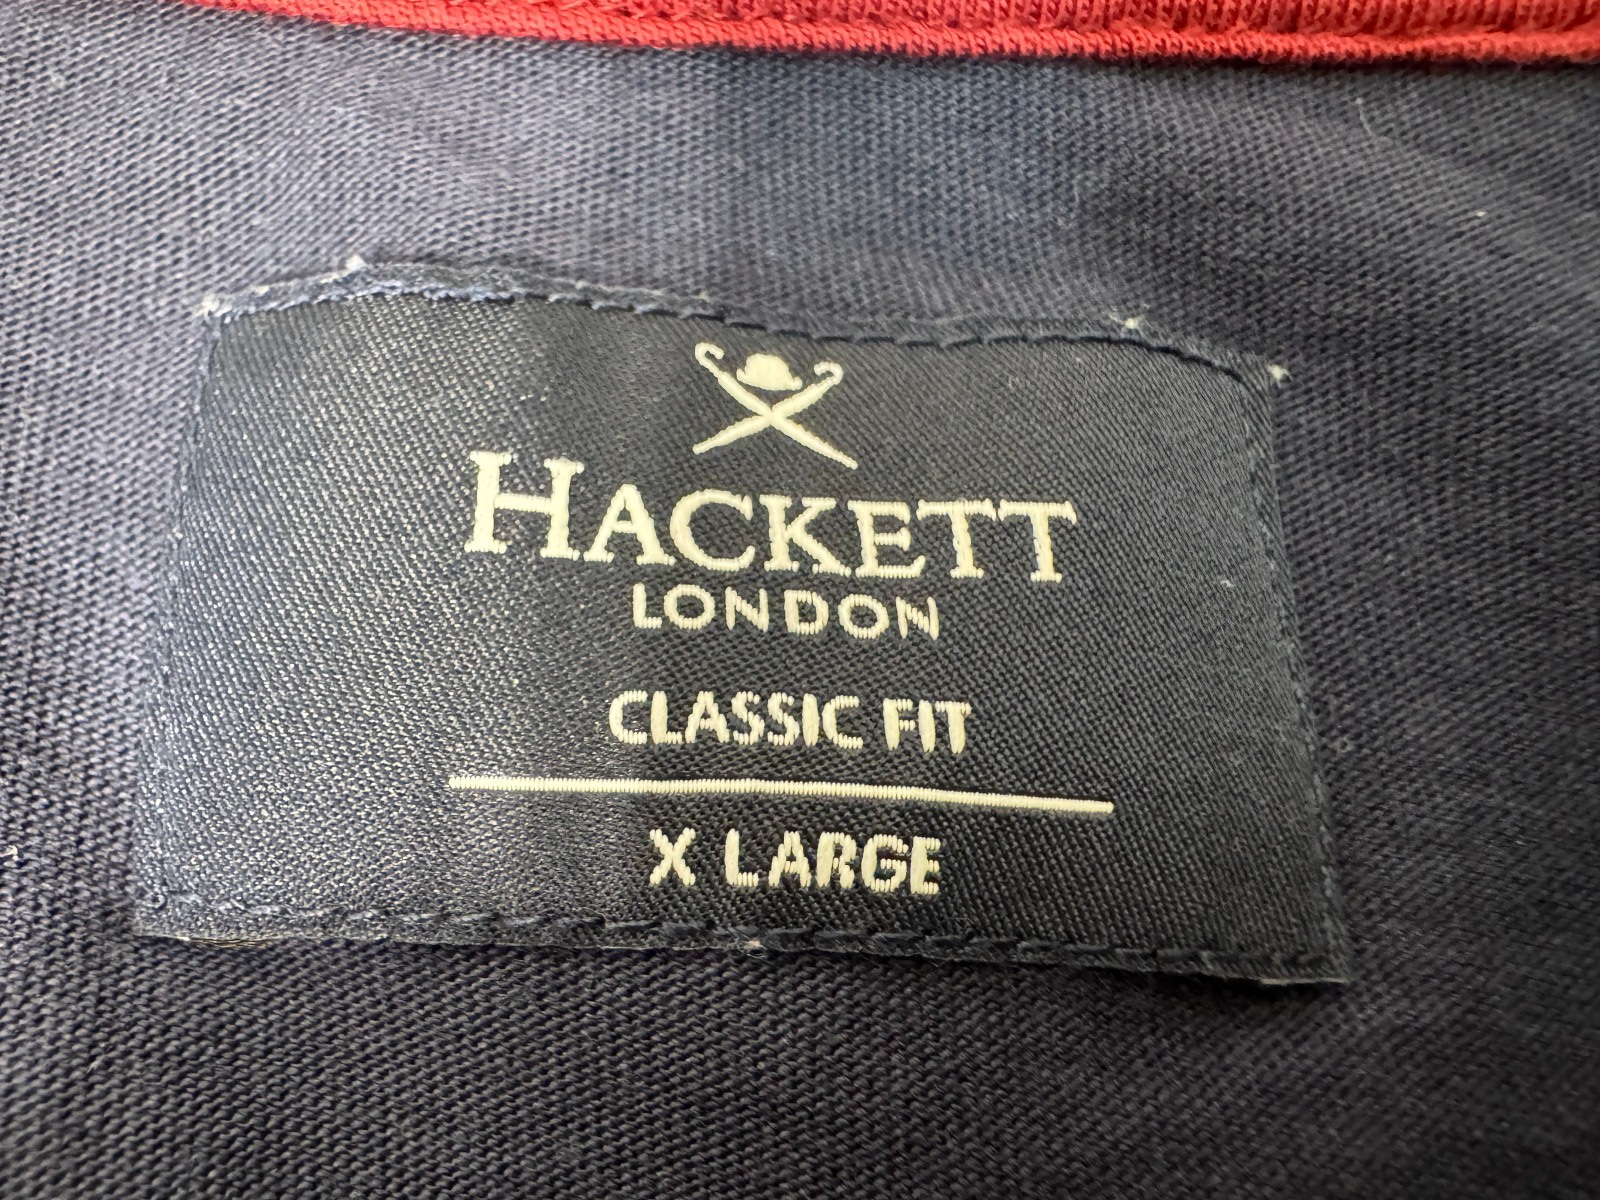 HACKETT
LONDON
CLASSIC FIT
X LARGE